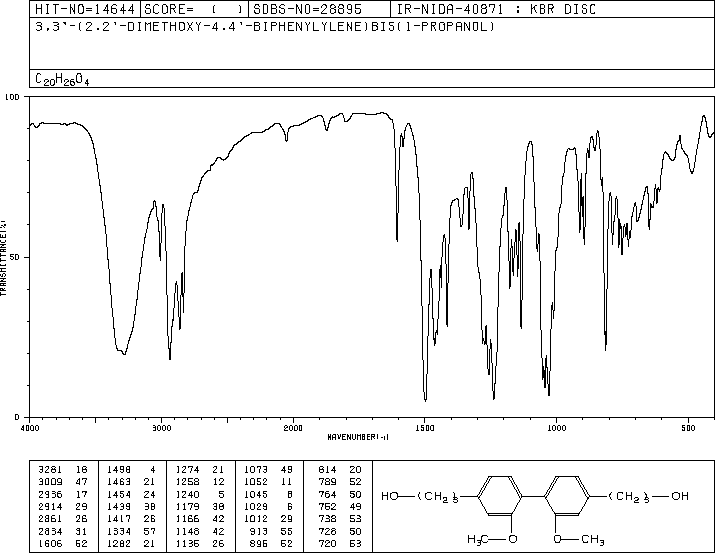 HIT-NO=14644 SCORE= ( ) SDBS-NO=28895 IR-NIDA-40871 : KBR DISC
3,3'-(2,2'-DIMETHOXY-4,4'-BIPHENYLYLENE)BIS(1-PROPANOL)
C20H26O4
100
50
0
TRANSMITTANCE(%)
4000 3000 2000 1500 1000 500
WAVENUMBER(-1)
3281 18 1498 4 1274 21 1073 49 814 20
3009 47 1463 21 1258 12 1052 11 789 52
2936 17 1454 24 1240 5 1045 8 764 50
2914 29 1439 38 1179 38 1029 6 752 49
2861 26 1417 26 1166 42 1012 29 738 53
2834 31 1334 57 1148 42 913 55 728 50
1606 52 1282 21 1135 26 896 52 720 53
HO—(CH2)3 (CH2)3—OH
H3C—O O—CH3